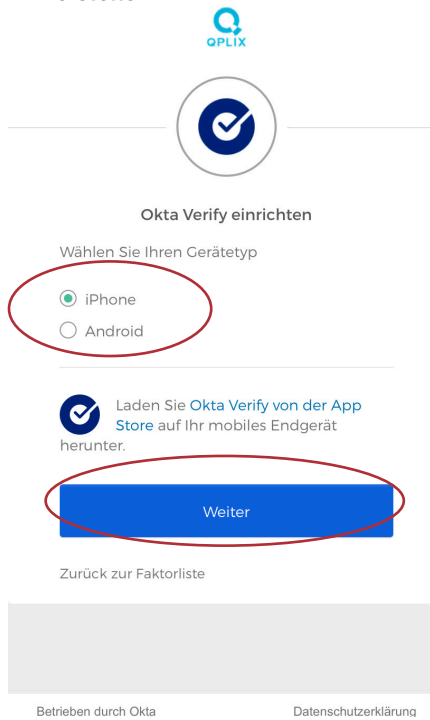 QPLIX
Okta Verify einrichten
Wählen Sie Ihren Gerätetyp
iPhone
Android
Laden Sie Okta Verify von der App
Store auf Ihr mobiles Endgerät
herunter.
Weiter
Zurück zur Faktorliste
Betrieben durch Okta
Datenschutzerklärung